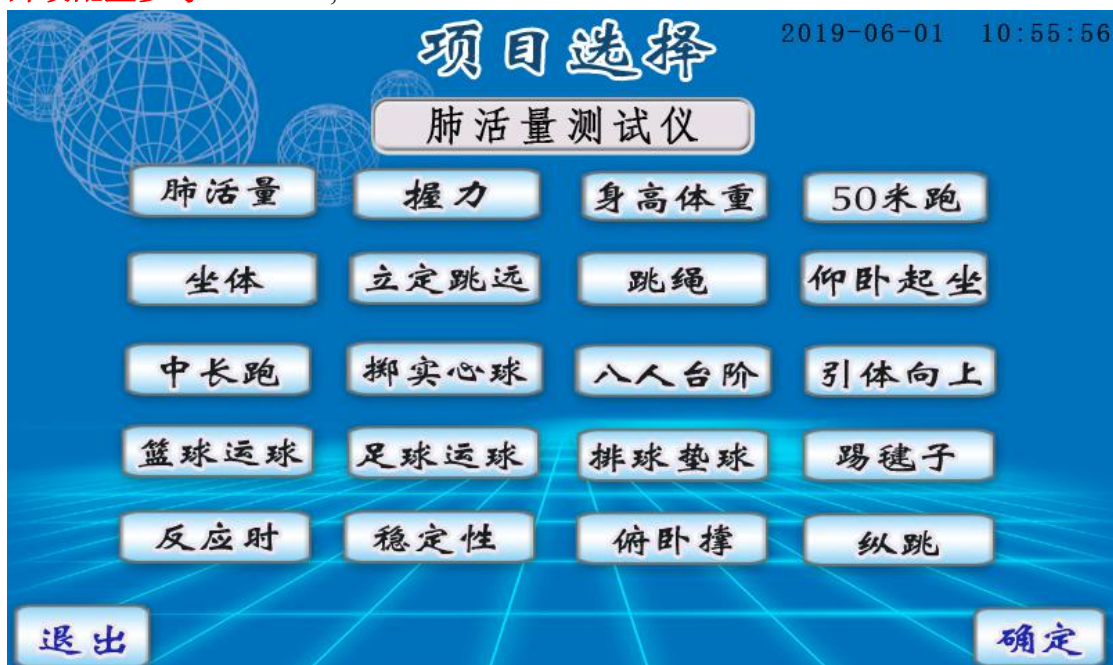 项目选择 2019-06-01 10:55:56
肺活量测试仪
肺活量 握力 身高体重 50米跑
坐体 立定跳远 跳绳 仰卧起坐
中长跑 掷实心球 八人台阶 引体向上
篮球运球 足球运球 排球垫球 踢毽子
反应时 稳定性 俯卧撑 纵跳
退出 确定